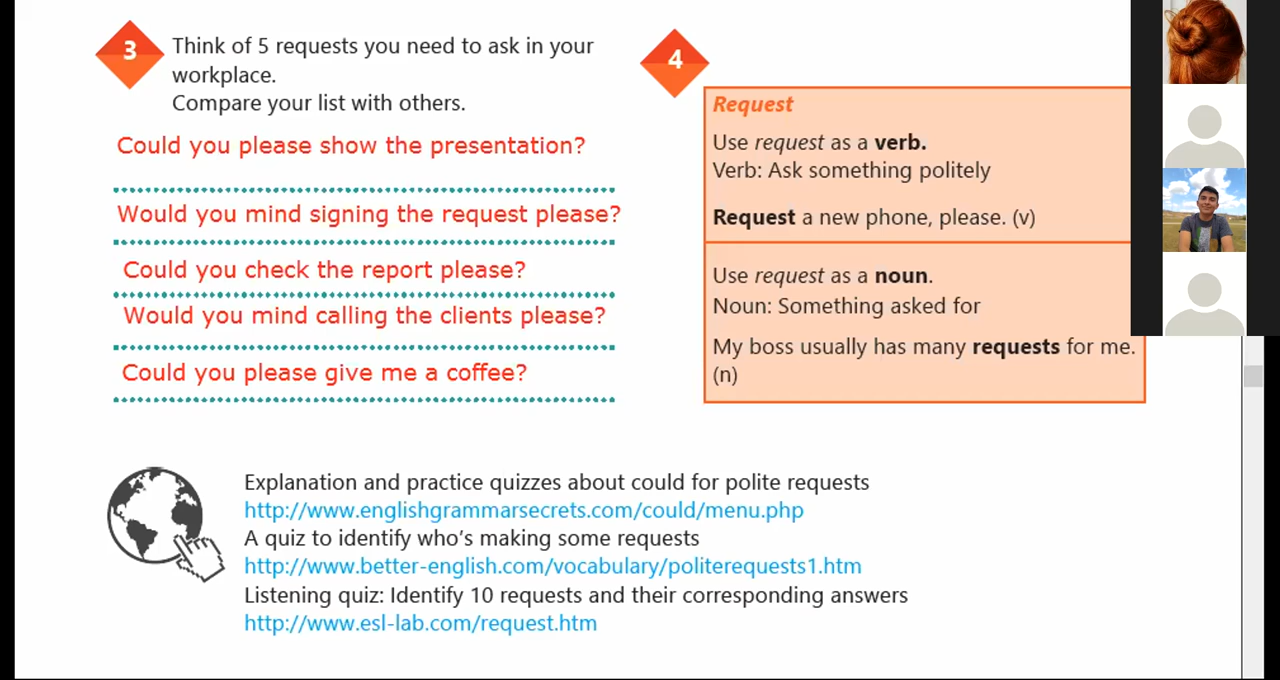 3
Think of 5 requests you need to ask in your
workplace.
Compare your list with others.
Could you please show the presentation?
Would you mind signing the request please?
Could you check the report please?
Would you mind calling the clients please?
Could you please give me a coffee?
4
Request
Use request as a verb.
Verb: Ask something politely
Request a new phone, please. (v)
Use request as a noun.
Noun: Something asked for
My boss usually has many requests for me.
(n)
Explanation and practice quizzes about could for polite requests
http://www.englishgrammarsecrets.com/could/menu.php
A quiz to identify who's making some requests
http://www.better-english.com/vocabulary/politerequests1.htm
Listening quiz: Identify 10 requests and their corresponding answers
http://www.esl-lab.com/request.htm